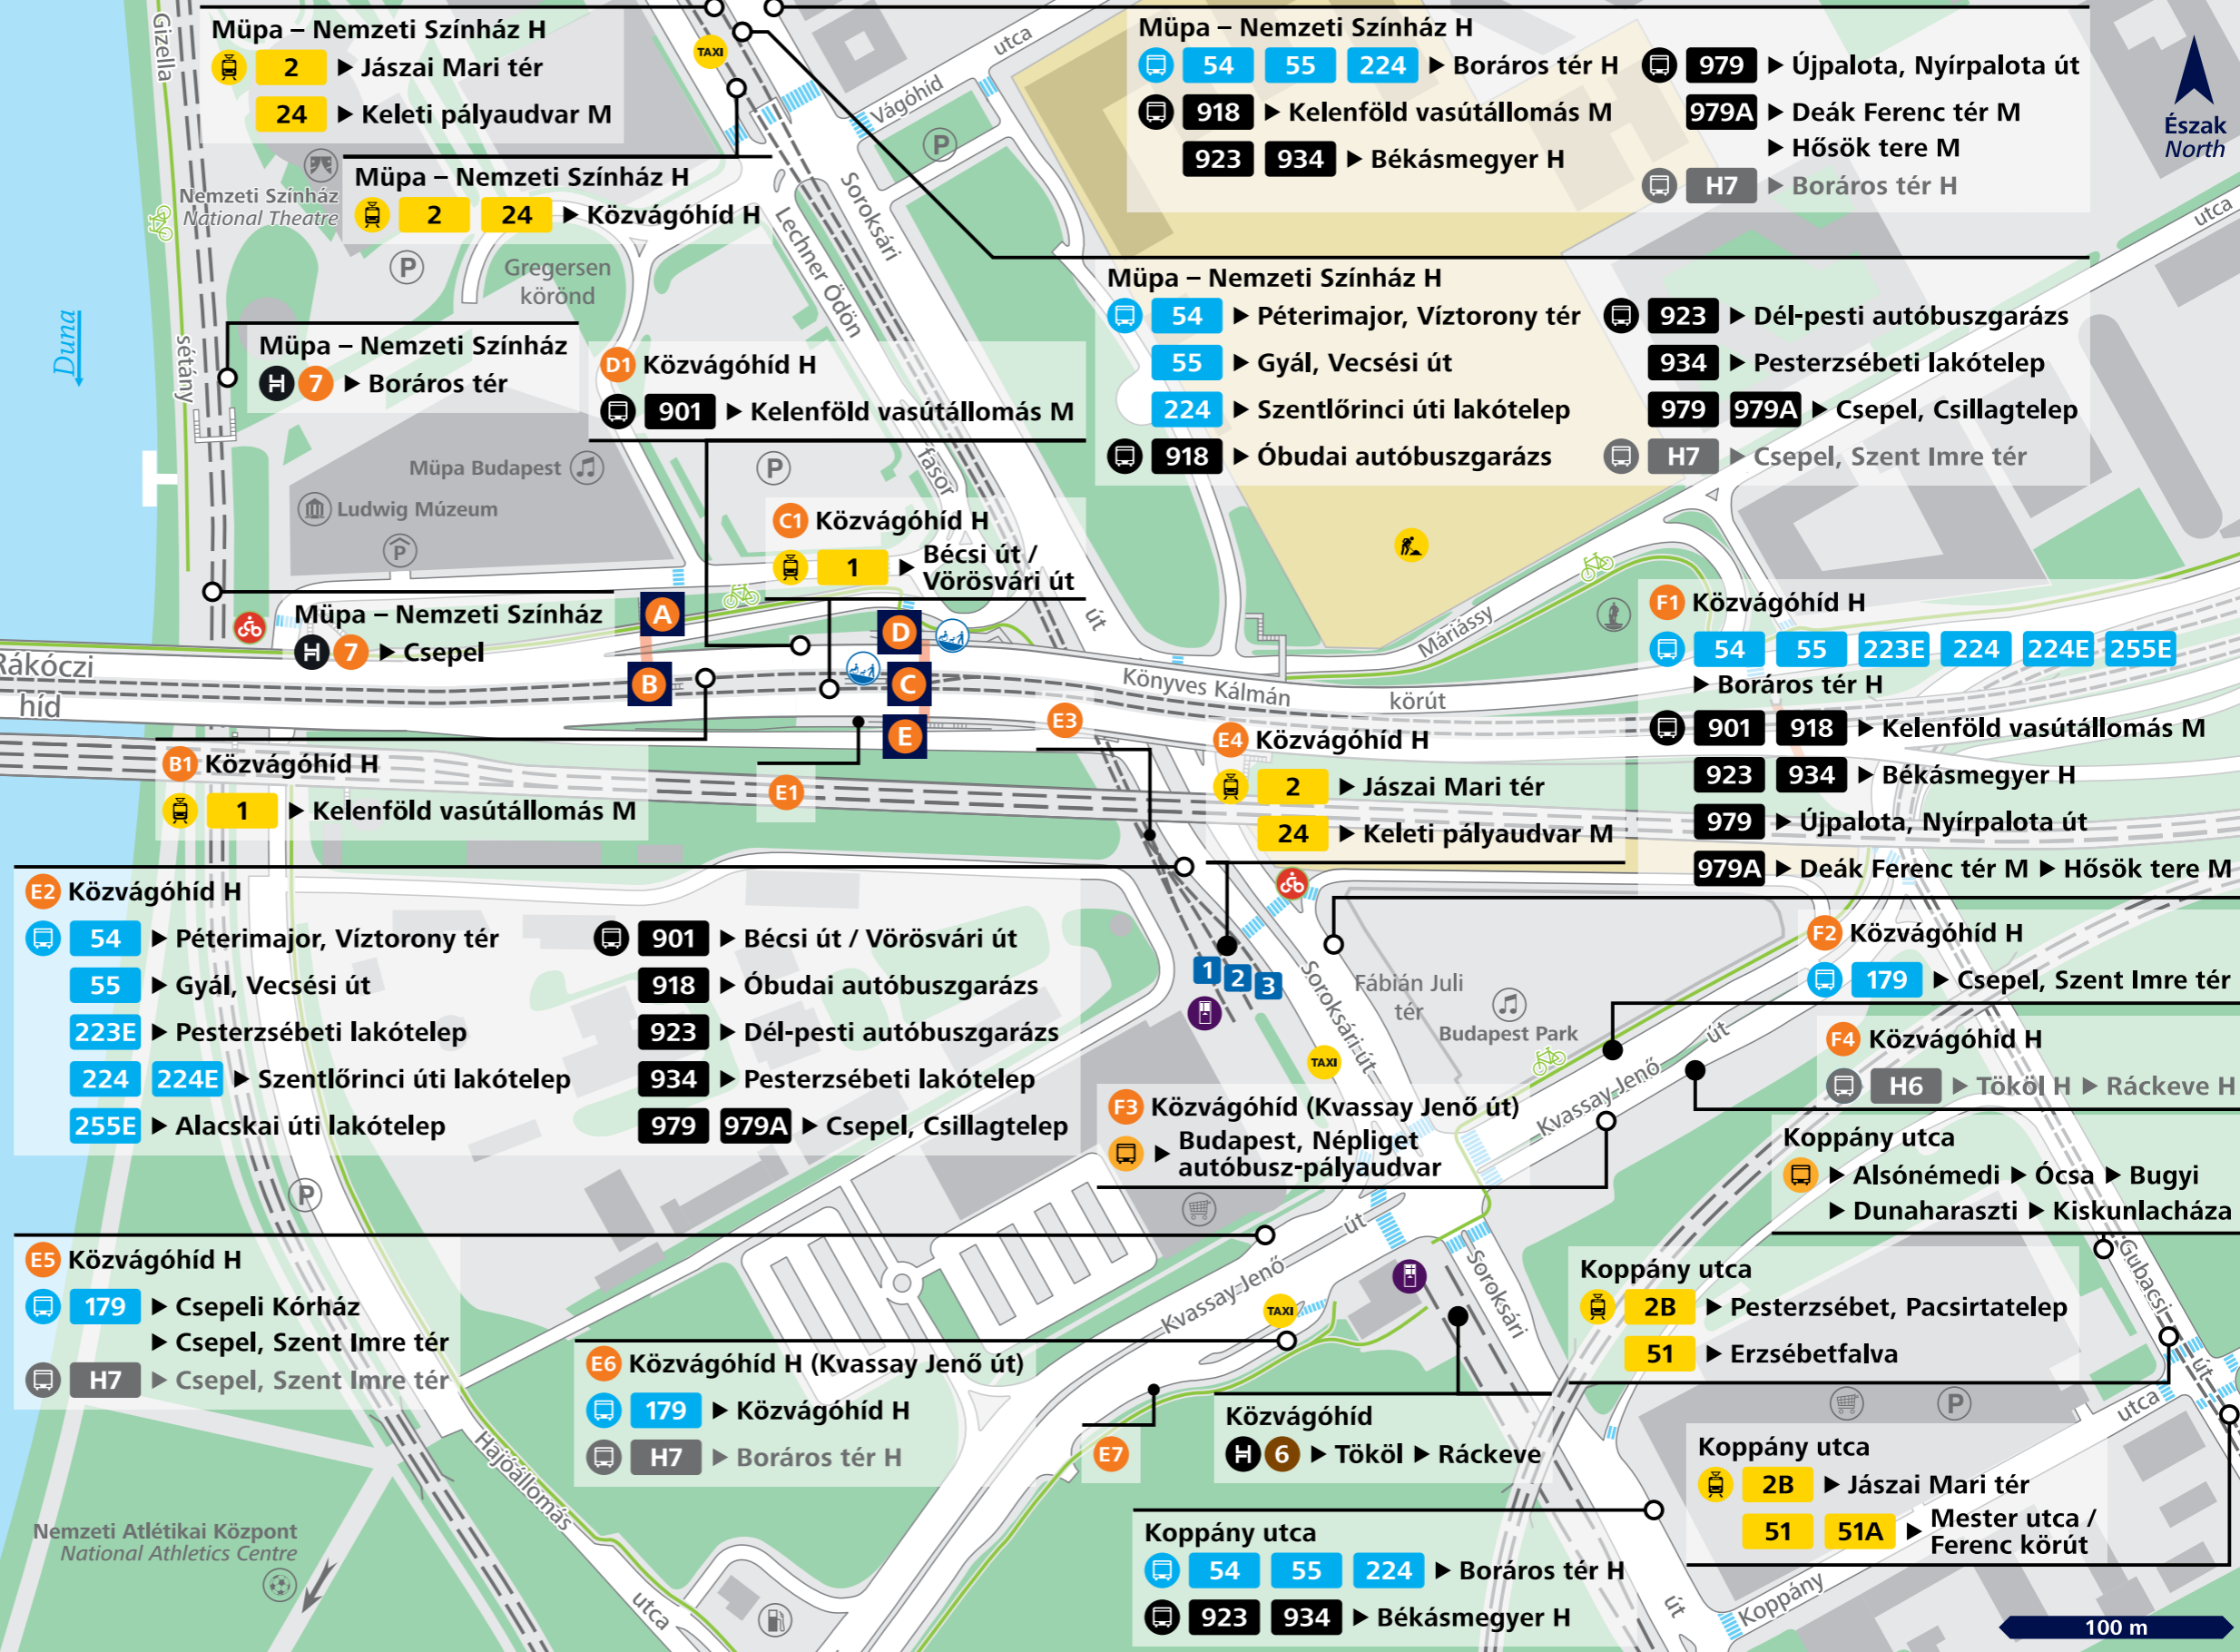 Müpa – Nemzeti Színház H
2 ▶ Jászai Mari tér
24 ▶ Keleti pályaudvar M
Müpa – Nemzeti Színház H
2 24 ▶ Közvágóhíd H
Müpa – Nemzeti Színház H
54 55 224 ▶ Boráros tér H
918 ▶ Kelenföld vasútállomás M
923 934 ▶ Békásmegyer H
979 ▶ Újpalota, Nyírpalota út
979A ▶ Deák Ferenc tér M
▶ Hősök tere M
H7 ▶ Boráros tér H
Észak
North
Müpa – Nemzeti Színház H
54 ▶ Péterimajor, Víztorony tér
55 ▶ Gyál, Vecsési út
224 ▶ Szentlőrinci úti lakótelep
918 ▶ Óbudai autóbuszgarázs
923 ▶ Dél-pesti autóbuszgarázs
934 ▶ Pesterzsébeti lakótelep
979 979A ▶ Csepel, Csillagtelep
H7 ▶ Csepel, Szent Imre tér
Gizella
sétány
Duna
TAXI
utca
Vágóhíd
P
Soroksári
út
Lechner Ödön
fasor
utca
Nemzeti Színház
National Theatre
P
Gregersen
körönd
Müpa – Nemzeti Színház
H 7 ▶ Boráros tér
D1 Közvágóhíd H
901 ▶ Kelenföld vasútállomás M
Müpa Budapest
Ludwig Múzeum
P
P
H
C1 Közvágóhíd H
1 ▶ Bécsi út /
Vörösvári út
Müpa – Nemzeti Színház
H 7 ▶ Csepel
A
B
C
D
E
Rákóczi
híd
Könyves Kálmán
körút
Máriássy
F1 Közvágóhíd H
54 55 223E 224 224E 255E
▶ Boráros tér H
901 918 ▶ Kelenföld vasútállomás M
923 934 ▶ Békásmegyer H
979 ▶ Újpalota, Nyírpalota út
979A ▶ Deák Ferenc tér M ▶ Hősök tere M
B1 Közvágóhíd H
1 ▶ Kelenföld vasútállomás M
E1
E3
E4 Közvágóhíd H
2 ▶ Jászai Mari tér
24 ▶ Keleti pályaudvar M
E2 Közvágóhíd H
54 ▶ Péterimajor, Víztorony tér
55 ▶ Gyál, Vecsési út
223E ▶ Pesterzsébeti lakótelep
224 224E ▶ Szentlőrinci úti lakótelep
255E ▶ Alacskai úti lakótelep
901 ▶ Bécsi út / Vörösvári út
918 ▶ Óbudai autóbuszgarázs
923 ▶ Dél-pesti autóbuszgarázs
934 ▶ Pesterzsébeti lakótelep
979 979A ▶ Csepel, Csillagtelep
1 2 3
Soroksári út
Fábián Juli
tér
Budapest Park
TAXI
F2 Közvágóhíd H
179 ▶ Csepel, Szent Imre tér
F4 Közvágóhíd H
H6 ▶ Tököl H ▶ Ráckeve H
Kvassay Jenő
út
F3 Közvágóhíd (Kvassay Jenő út)
▶ Budapest, Népliget
autóbusz-pályaudvar
Koppány utca
▶ Alsónémedi ▶ Ócsa ▶ Bugyi
▶ Dunaharaszti ▶ Kiskunlacháza
P
E5 Közvágóhíd H
179 ▶ Csepeli Kórház
▶ Csepel, Szent Imre tér
H7 ▶ Csepel, Szent Imre tér
Kvassay Jenő
út
TAXI
Soroksári
út
Gubacsi
út
Koppány utca
2B ▶ Pesterzsébet, Pacsirtatelep
51 ▶ Erzsébetfalva
E6 Közvágóhíd H (Kvassay Jenő út)
179 ▶ Közvágóhíd H
H7 ▶ Boráros tér H
E7
Közvágóhíd
H 6 ▶ Tököl ▶ Ráckeve
P
utca
Koppány
Koppány utca
2B ▶ Jászai Mari tér
51 51A ▶ Mester utca /
Ferenc körút
Hajóállomás
utca
Nemzeti Atlétikai Központ
National Athletics Centre
Koppány utca
54 55 224 ▶ Boráros tér H
923 934 ▶ Békásmegyer H
100 m